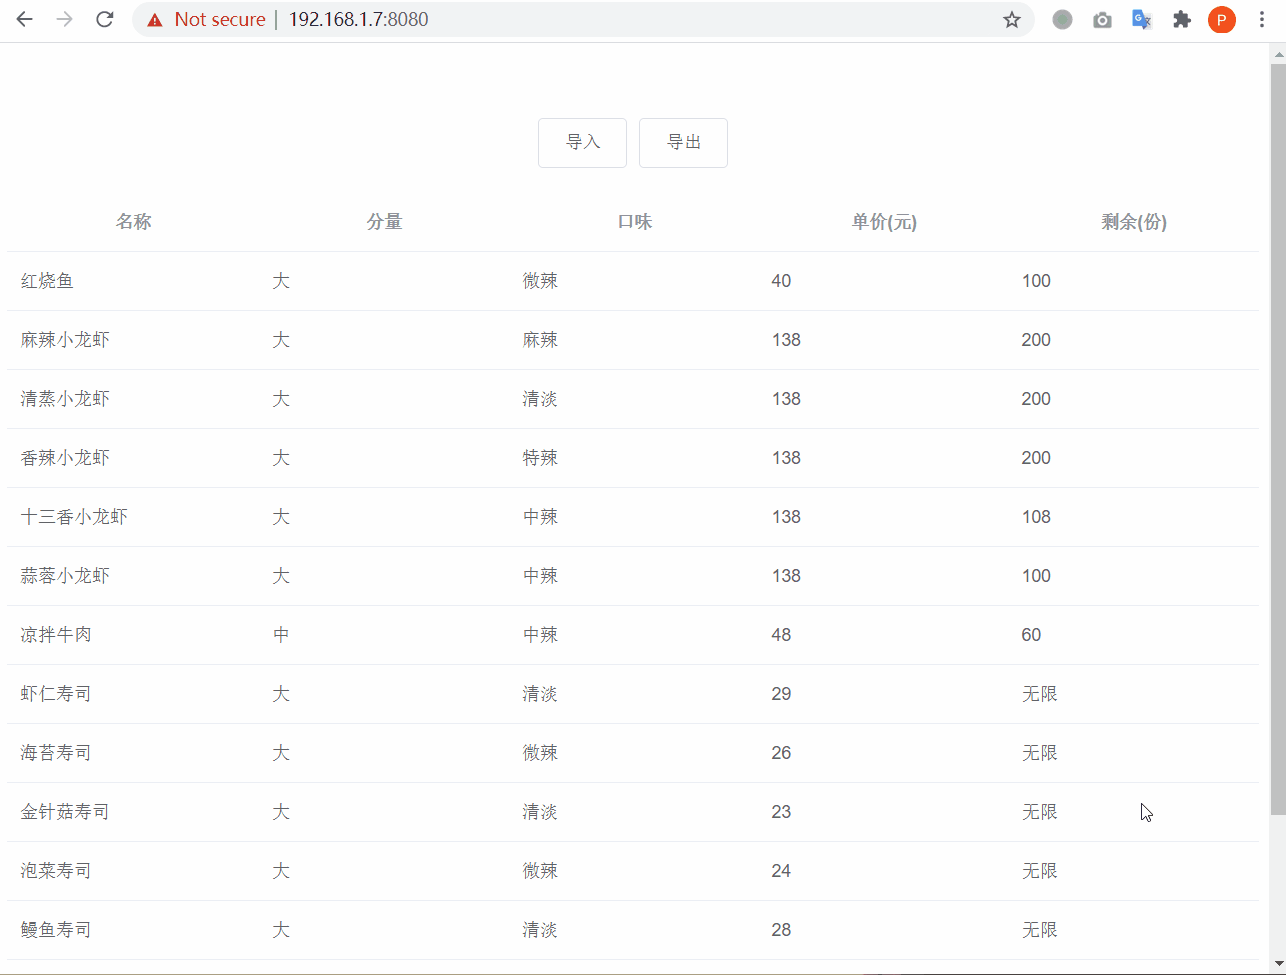 Not secure | 192.168.1.7:8080
P
导入 导出
名称 分量 口味 单价(元) 剩余(份)
红烧鱼 大 微辣 40 100
麻辣小龙虾 大 麻辣 138 200
清蒸小龙虾 大 清淡 138 200
香辣小龙虾 大 特辣 138 200
十三香小龙虾 大 中辣 138 108
蒜蓉小龙虾 大 中辣 138 100
凉拌牛肉 中 中辣 48 60
虾仁寿司 大 清淡 29 无限
海苔寿司 大 微辣 26 无限
金针菇寿司 大 清淡 23 无限
泡菜寿司 大 微辣 24 无限
鳗鱼寿司 大 清淡 28 无限